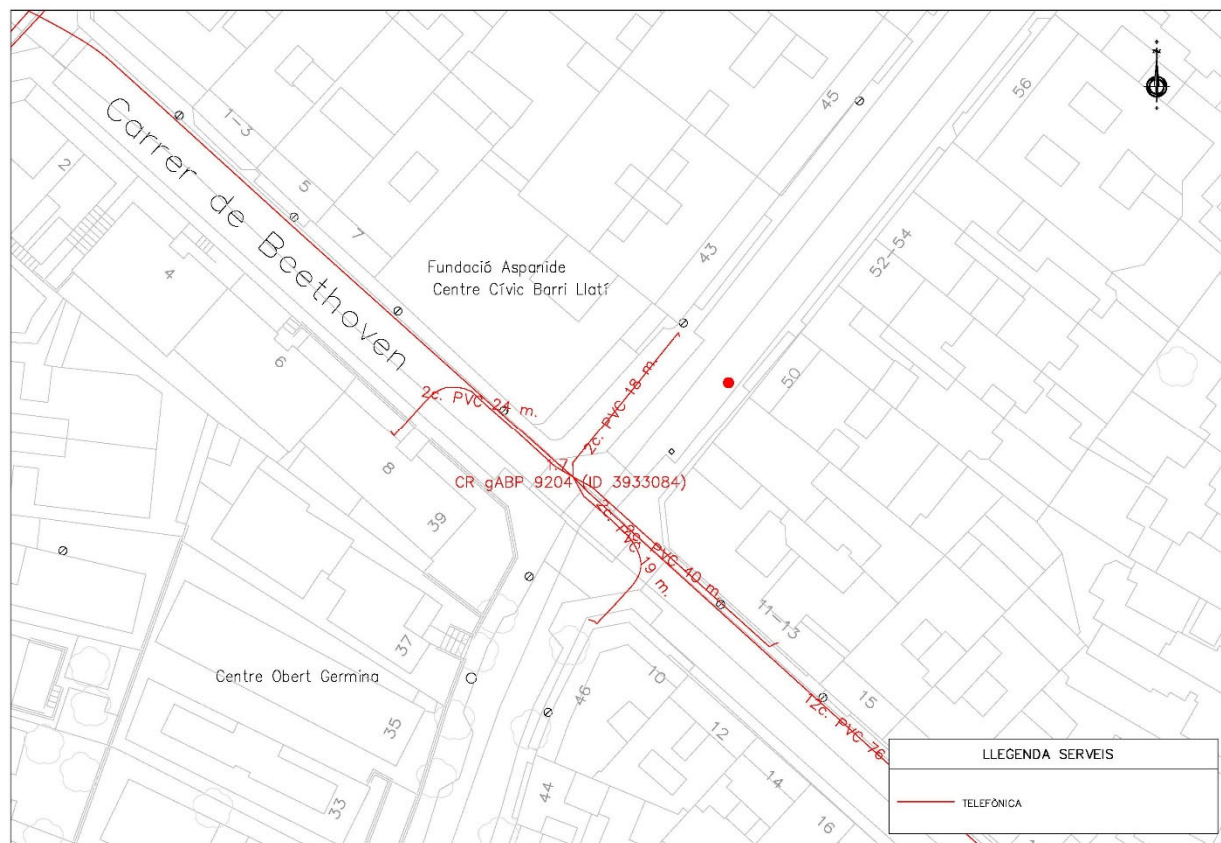 45
56
1-3
2
Carrer de Beethoven
5
7
43
52-54
4
Fundació Aspanide
Centre Cívic Barri Llatí
6
50
2c. PVC 18 m.
2c. PVC 24 m.
1.7
CR gABP 9204 (ID 3933084)
8
39
2c. PVC 40 m.
2c. PVC 19 m.
11-13
37
Centre Obert Germina
46
10
15
12c. PVC 76
35
12
LLEGENDA SERVEIS
TELEFÒNICA
44
14
33
16